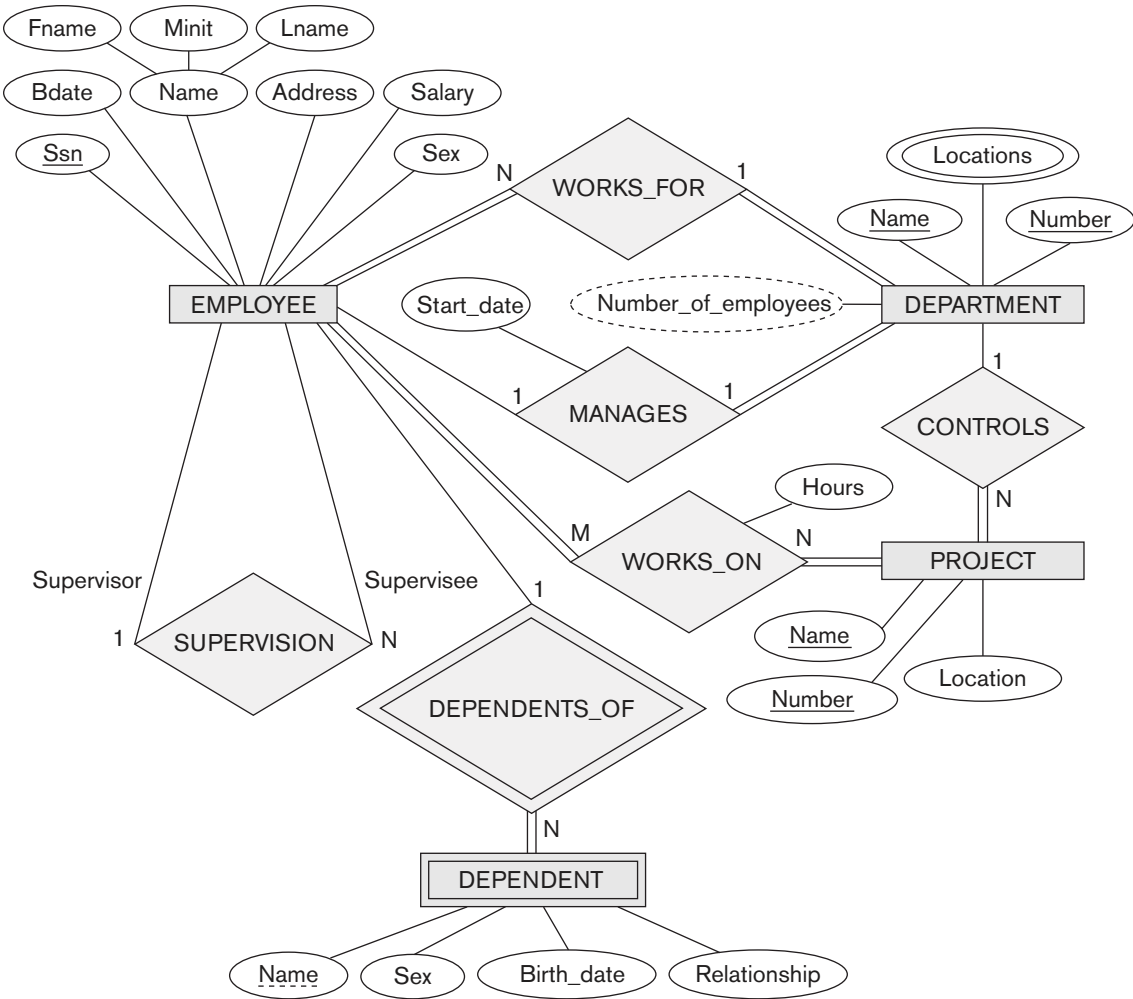 Fname
Minit
Lname
Bdate
Name
Address
Salary
Ssn
Sex
N
WORKS_FOR
1
Locations
Name
Number
EMPLOYEE
Start_date
Number_of_employees
DEPARTMENT
1
MANAGES
1
1
CONTROLS
N
Hours
M
WORKS_ON
N
PROJECT
Supervisor
Supervisee
1
SUPERVISION
N
1
Name
Number
Location
DEPENDENTS_OF
N
DEPENDENT
Name
Sex
Birth_date
Relationship